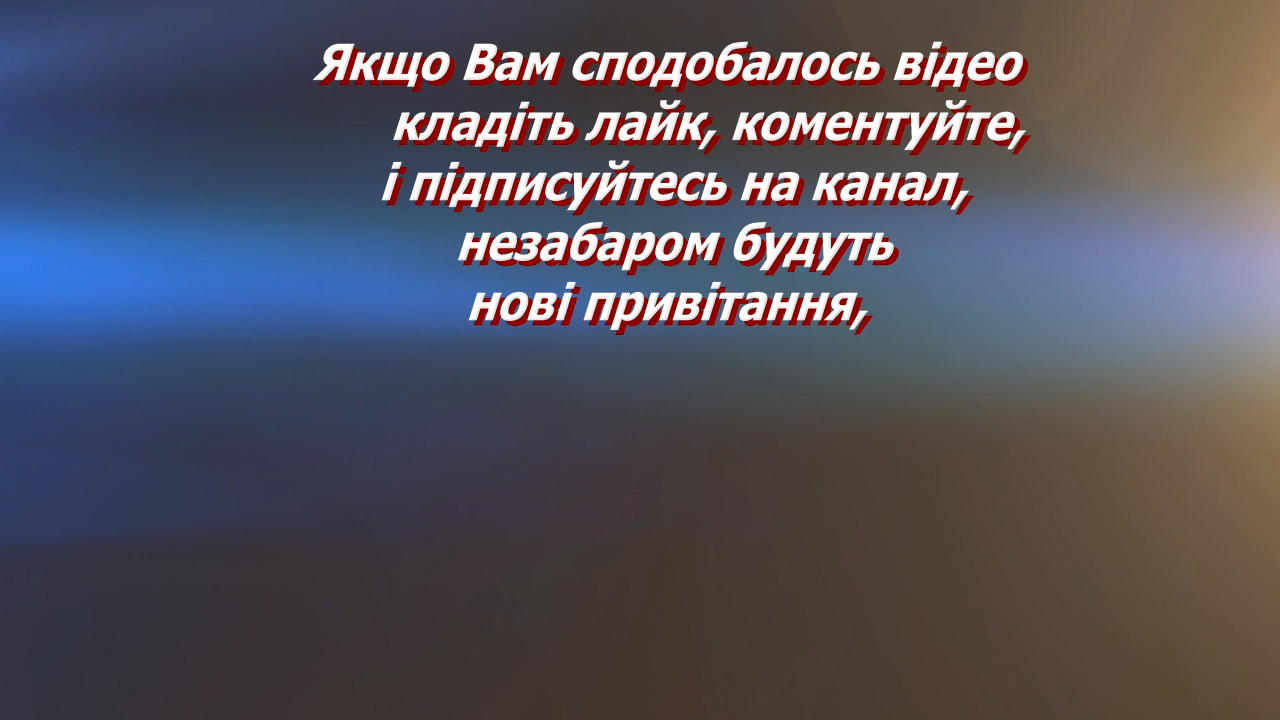 Якщо Вам сподобалось відео
кладіть лайк, коментуйте,
і підписуйтесь на канал,
незабаром будуть
нові привітання,